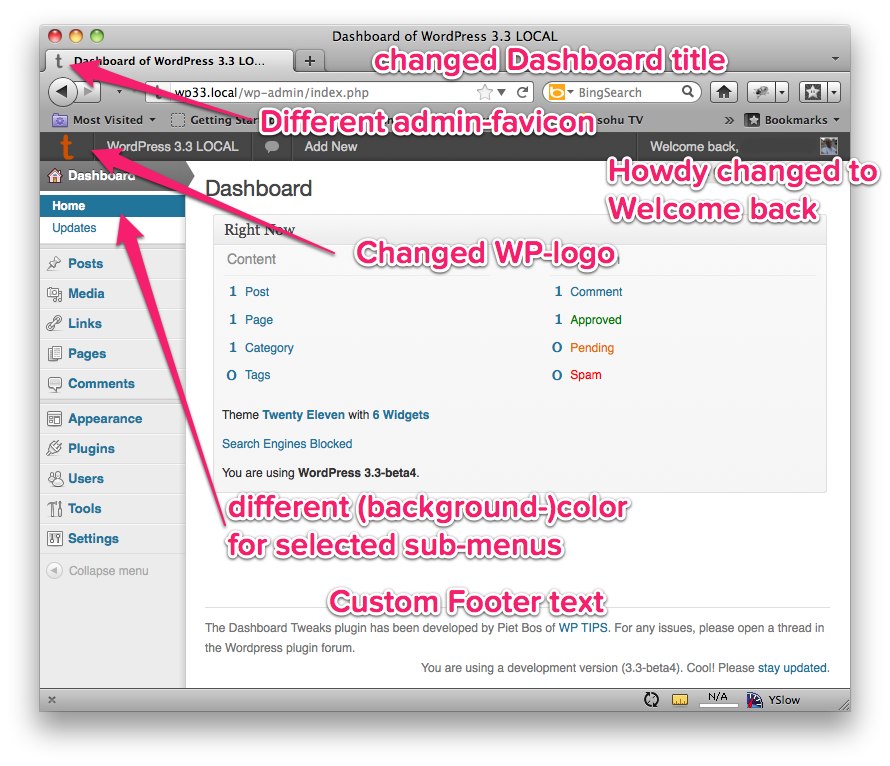 Dashboard of WordPress 3.3 LOCAL
t Dashboard of WordPress 3.3 LO... +
changed Dashboard title
t wp33.local/wp-admin/index.php BingSearch
Different admin-favicon
Most Visited Getting Star sohu TV » Bookmarks
t WordPress 3.3 LOCAL Add New Welcome back,
Howdy changed to
Welcome back
Dashboard
Home
Updates
Posts
Media
Links
Pages
Comments
Appearance
Plugins
Users
Tools
Settings
Collapse menu
Dashboard
Right Now
Changed WP-logo
Content
1 Post
1 Page
1 Category
0 Tags
1 Comment
1 Approved
0 Pending
0 Spam
Theme Twenty Eleven with 6 Widgets
Search Engines Blocked
You are using WordPress 3.3-beta4.
different (background-)color
for selected sub-menus
Custom Footer text
The Dashboard Tweaks plugin has been developed by Piet Bos of WP TIPS. For any issues, please open a thread in
the Wordpress plugin forum.
You are using a development version (3.3-beta4). Cool! Please stay updated.
× N/A YSlow